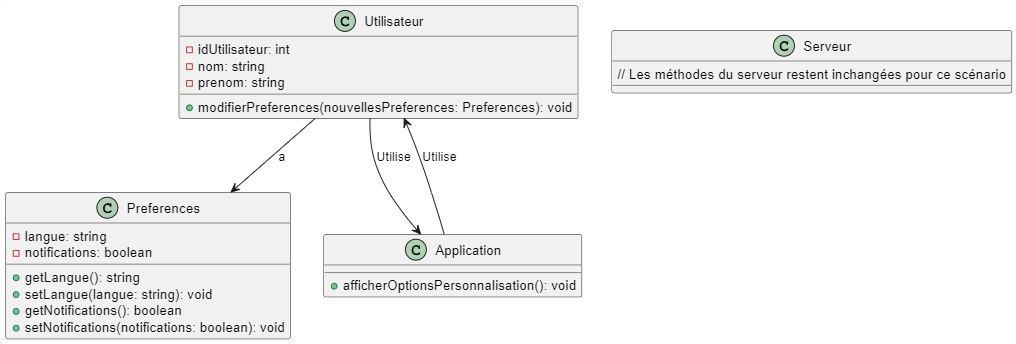 C Utilisateur
idUtilisateur: int
nom: string
prenom: string
modifierPreferences(nouvellesPreferences: Preferences): void
C Serveur
// Les méthodes du serveur restent inchangées pour ce scénario
a
Utilise
Utilise
C Preferences
langue: string
notifications: boolean
getLangue(): string
setLangue(langue: string): void
getNotifications(): boolean
setNotifications(notifications: boolean): void
C Application
afficherOptionsPersonnalisation(): void